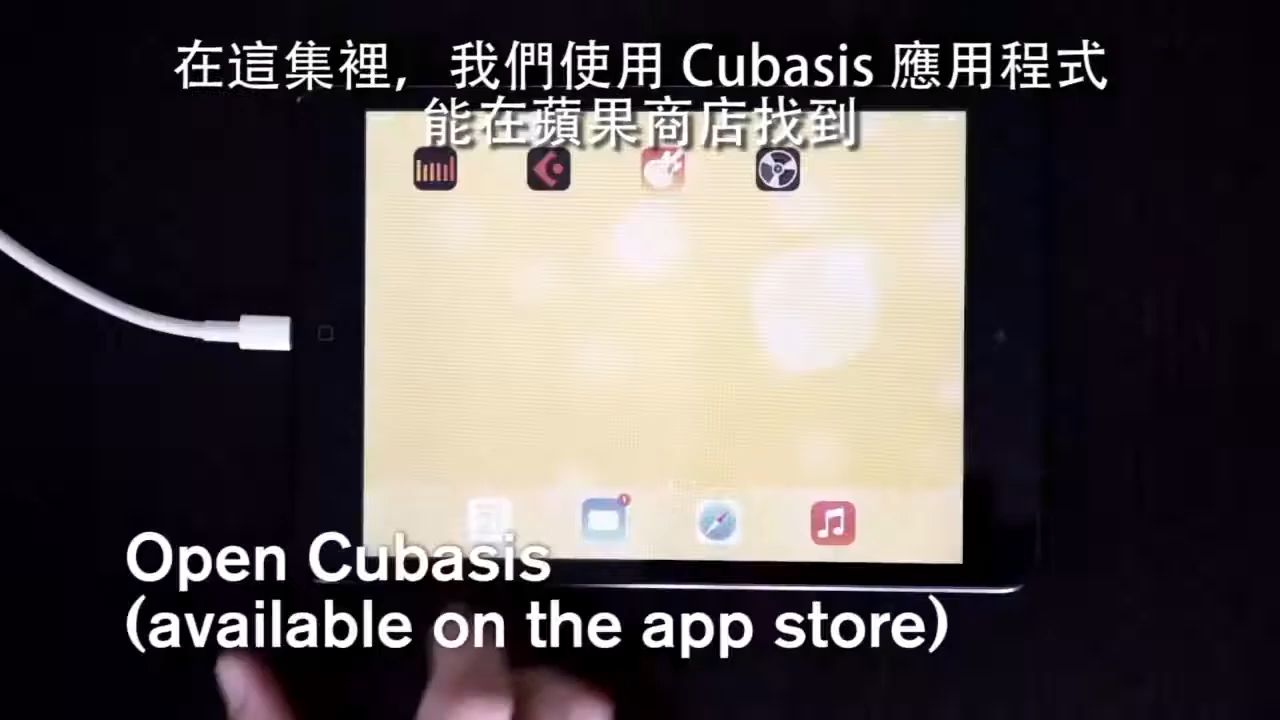 在這集裡，我們使用 Cubasis 應用程式
能在蘋果商店找到
Open Cubasis
(available on the app store)